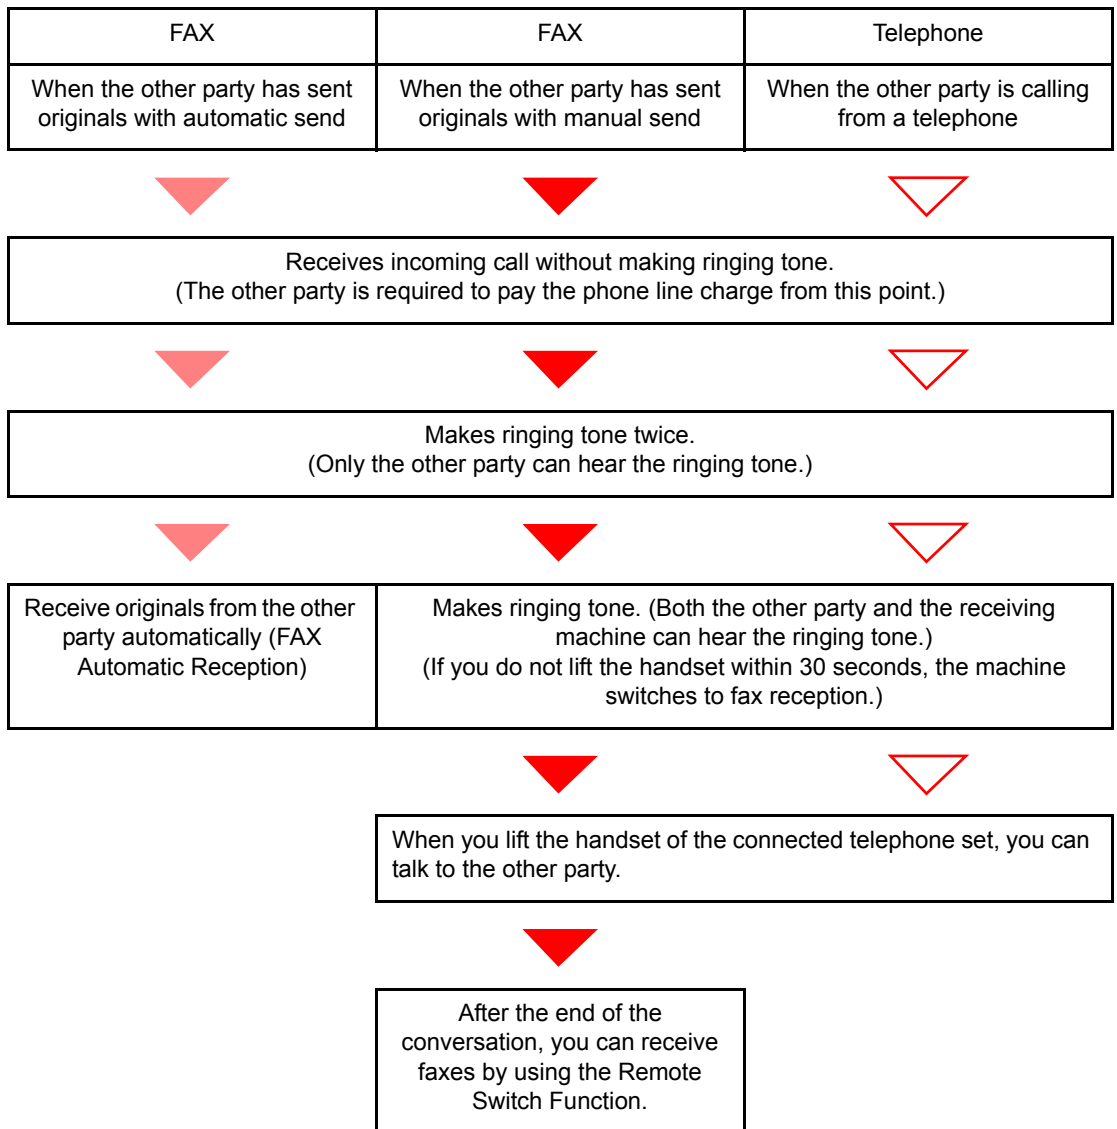 FAX
FAX
Telephone
When the other party has sent
originals with automatic send
When the other party has sent
originals with manual send
When the other party is calling
from a telephone
Receives incoming call without making ringing tone.
(The other party is required to pay the phone line charge from this point.)
Makes ringing tone twice.
(Only the other party can hear the ringing tone.)
Receive originals from the other
party automatically (FAX
Automatic Reception)
Makes ringing tone. (Both the other party and the receiving
machine can hear the ringing tone.)
(If you do not lift the handset within 30 seconds, the machine
switches to fax reception.)
When you lift the handset of the connected telephone set, you can
talk to the other party.
After the end of the
conversation, you can receive
faxes by using the Remote
Switch Function.